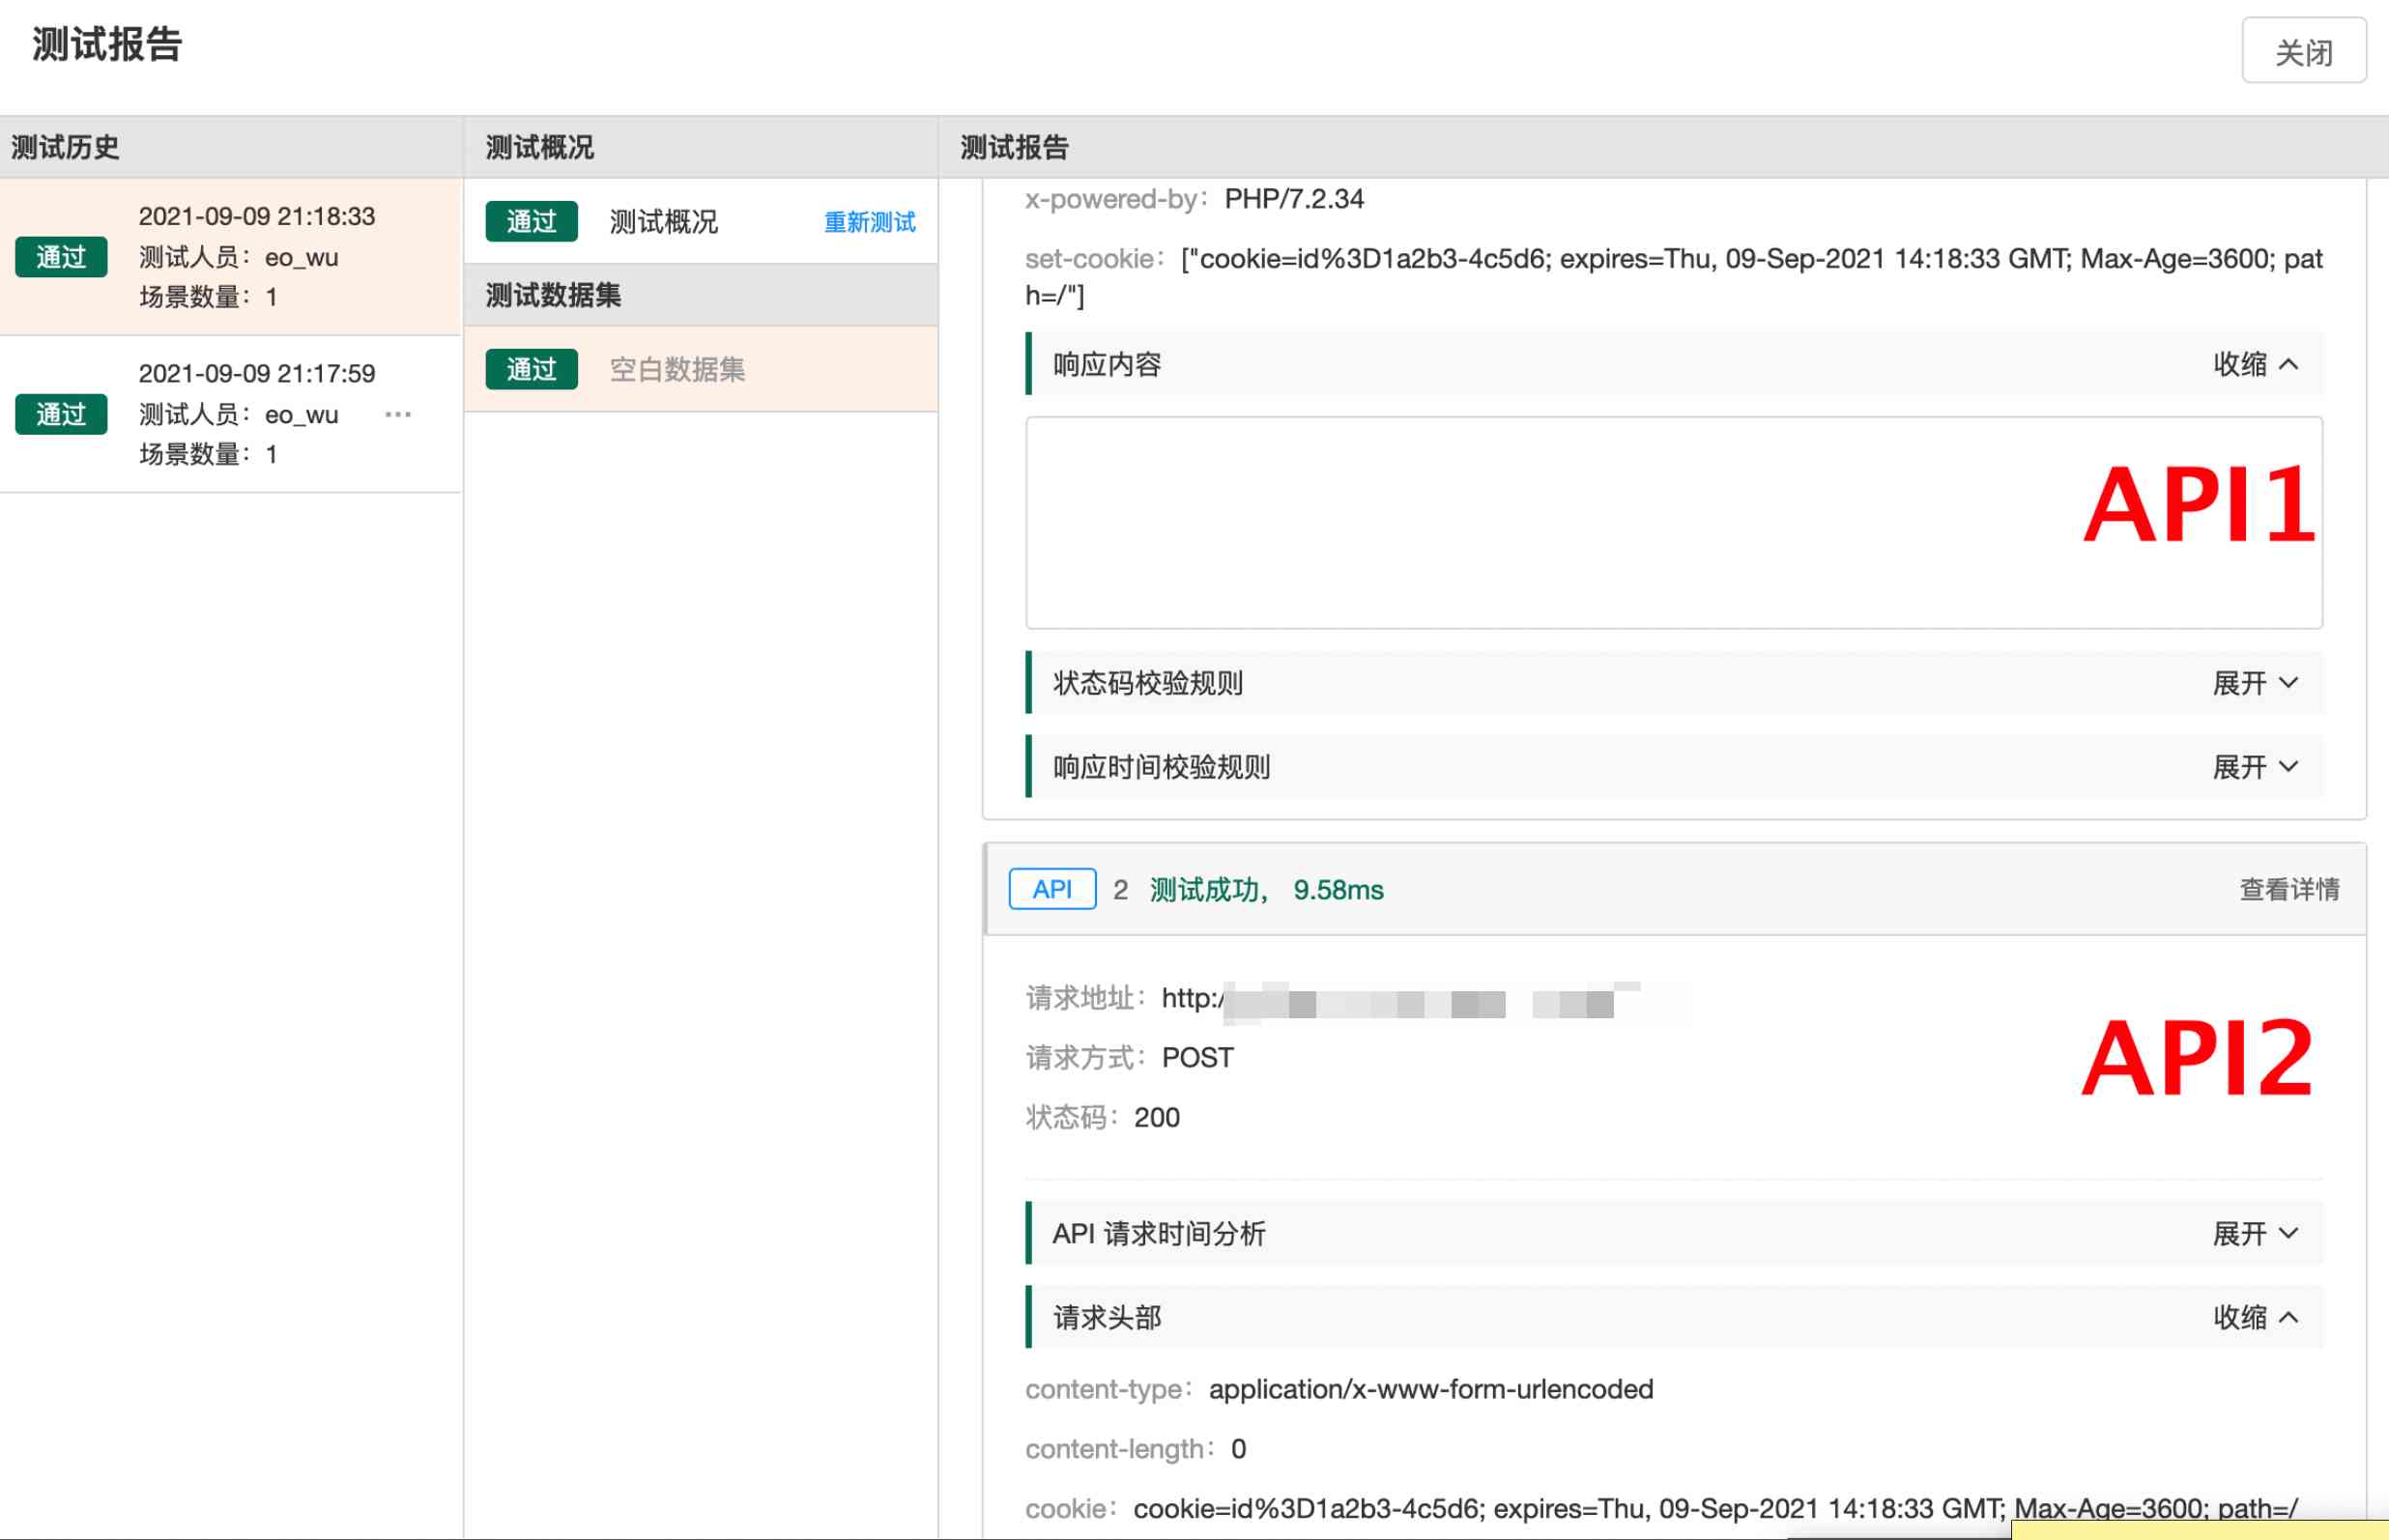 测试报告
关闭
测试历史
通过
2021-09-09 21:18:33
测试人员：eo_wu
场景数量：1
通过
2021-09-09 21:17:59
测试人员：eo_wu ···
场景数量：1
测试概况
通过 测试概况 重新测试
测试数据集
通过 空白数据集
测试报告
x-powered-by：PHP/7.2.34
set-cookie：["cookie=id%3D1a2b3-4c5d6; expires=Thu, 09-Sep-2021 14:18:33 GMT; Max-Age=3600; pat
h=/"]
响应内容 收缩
API1
状态码校验规则 展开
响应时间校验规则 展开
API 2 测试成功， 9.58ms 查看详情
请求地址：http:/
请求方式：POST
API2
状态码：200
API 请求时间分析 展开
请求头部 收缩
content-type：application/x-www-form-urlencoded
content-length：0
cookie：cookie=id%3D1a2b3-4c5d6; expires=Thu, 09-Sep-2021 14:18:33 GMT; Max-Age=3600; path=/